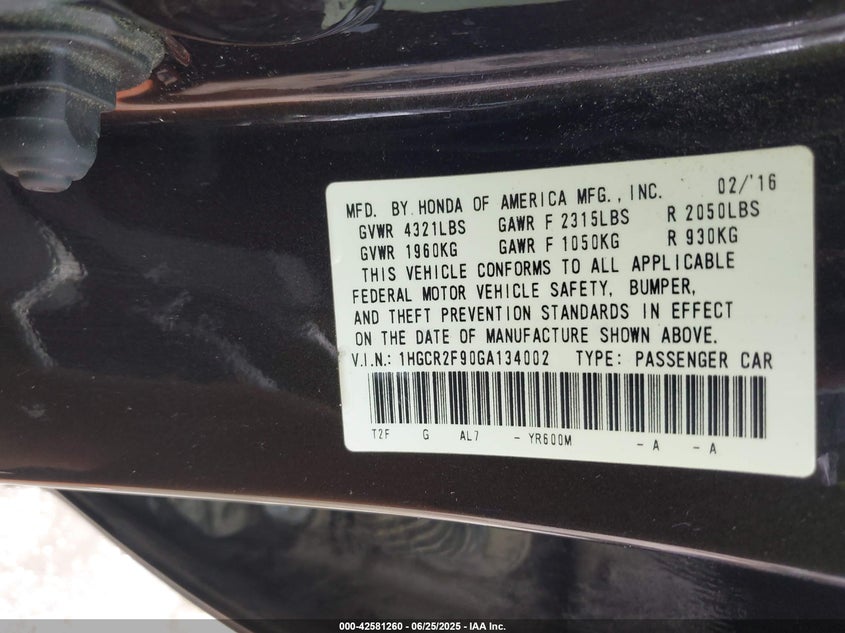 MFD. BY HONDA OF AMERICA MFG., INC. 02/'16
GVWR 4321LBS GAWR F 2315LBS R 2050LBS
GVWR 1960KG GAWR F 1050KG R 930KG
THIS VEHICLE CONFORMS TO ALL APPLICABLE
FEDERAL MOTOR VEHICLE SAFETY, BUMPER,
AND THEFT PREVENTION STANDARDS IN EFFECT
ON THE DATE OF MANUFACTURE SHOWN ABOVE.
V.I.N.: 1HGCR2F90GA134002 TYPE: PASSENGER CAR
T2F G AL7 - YR600M - A - A
000-42581260 - 06/25/2025 - IAA Inc.